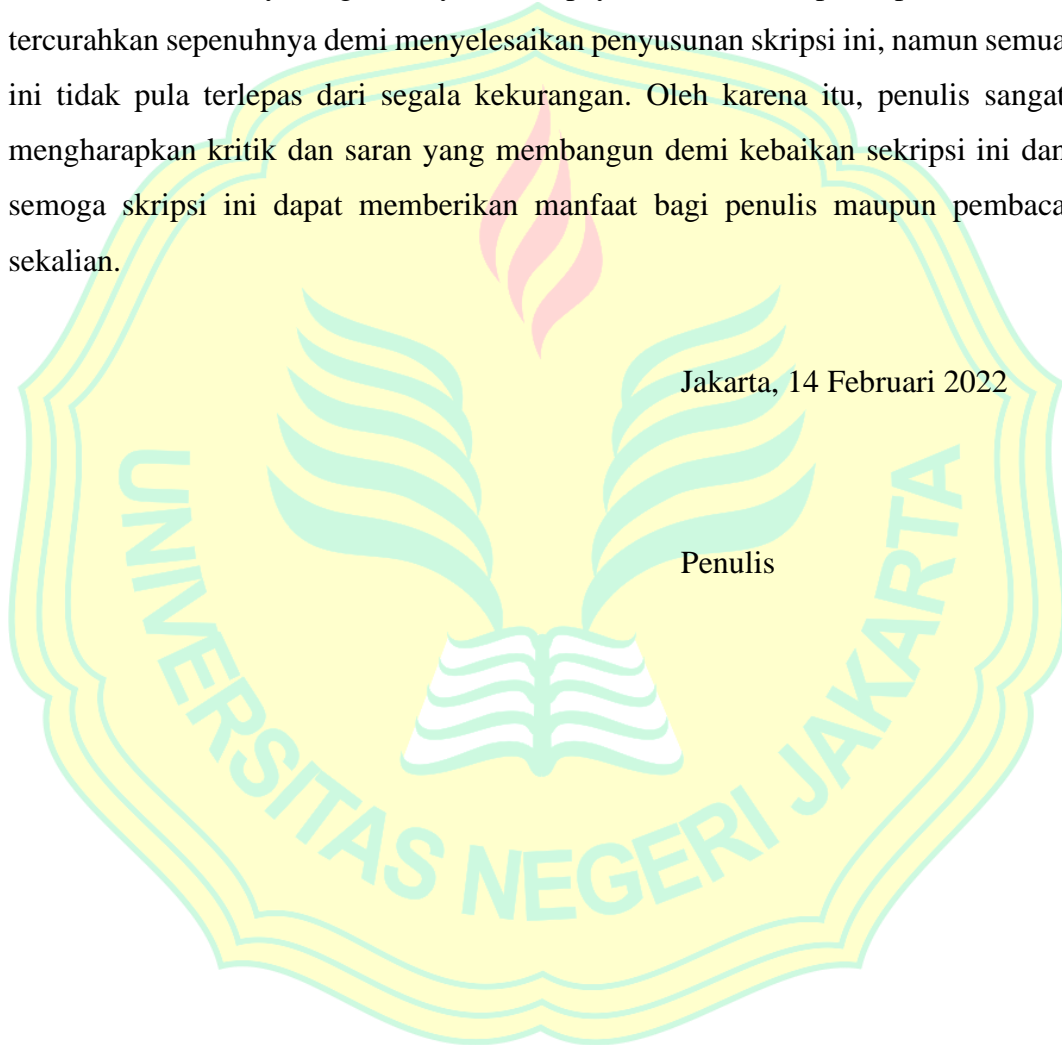 tercurahkan sepenuhnya demi menyelesaikan penyusunan skripsi ini, namun semua
ini tidak pula terlepas dari segala kekurangan. Oleh karena itu, penulis sangat
mengharapkan kritik dan saran yang membangun demi kebaikan sekripsi ini dan
semoga skripsi ini dapat memberikan manfaat bagi penulis maupun pembaca
sekalian.
Jakarta, 14 Februari 2022
Penulis
UNIVERSITAS NEGERI JAKARTA